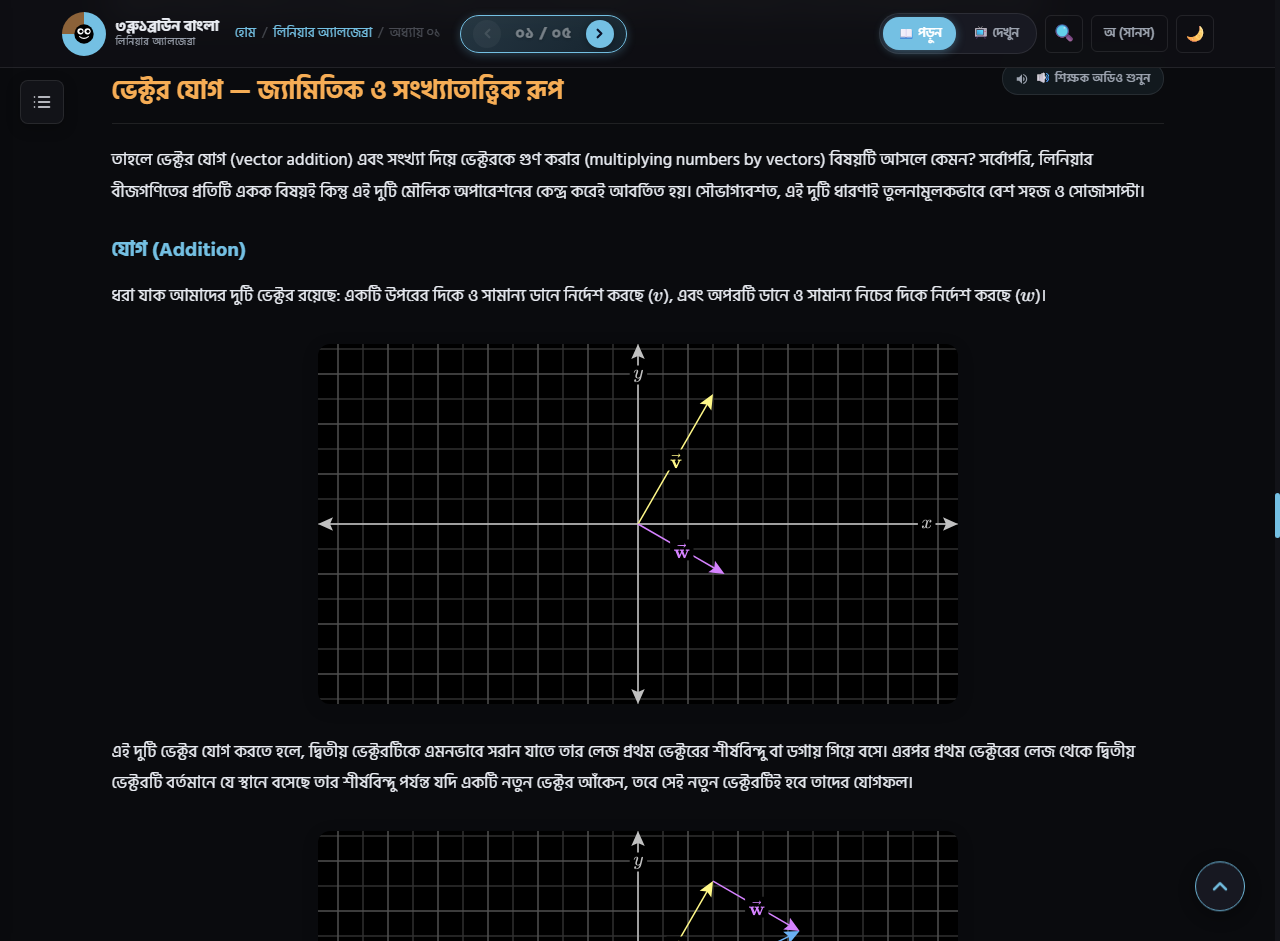 ৩ব্লু১ব্রাউন বাংলা
লিনিয়ার অ্যালজেব্রা
হোম / লিনিয়ার অ্যালজেব্রা / অধ্যায় ০১
০১ / ০৫
পড়ুন
দেখুন
অ (সানস)
ভেক্টর যোগ — জ্যামিতিক ও সংখ্যাতাত্ত্বিক রূপ
শিক্ষক অডিও শুনুন
তাহলে ভেক্টর যোগ (vector addition) এবং সংখ্যা দিয়ে ভেক্টরকে গুণ করার (multiplying numbers by vectors) বিষয়টি আসলে কেমন? সর্বোপরি, লিনিয়ার
বীজগণিতের প্রতিটি একক বিষয়ই কিন্তু এই দুটি মৌলিক অপারেশনের কেন্দ্র করেই আবর্তিত হয়। সৌভাগ্যবশত, এই দুটি ধারণাই তুলনামূলকভাবে বেশ সহজ ও সোজাসাপ্টা।
যোগ (Addition)
ধরা যাক আমাদের দুটি ভেক্টর রয়েছে: একটি উপরের দিকে ও সামান্য ডানে নির্দেশ করছে (v), এবং অপরটি ডানে ও সামান্য নিচের দিকে নির্দেশ করছে (w)।
y
v⃗
x
w⃗
এই দুটি ভেক্টর যোগ করতে হলে, দ্বিতীয় ভেক্টরটিকে এমনভাবে সরান যাতে তার লেজ প্রথম ভেক্টরের শীর্ষবিন্দু বা ডগায় গিয়ে বসে। এরপর প্রথম ভেক্টরের লেজ থেকে দ্বিতীয়
ভেক্টরটি বর্তমানে যে স্থানে বসেছে তার শীর্ষবিন্দু পর্যন্ত যদি একটি নতুন ভেক্টর আঁকেন, তবে সেই নতুন ভেক্টরটিই হবে তাদের যোগফল।
y
w⃗